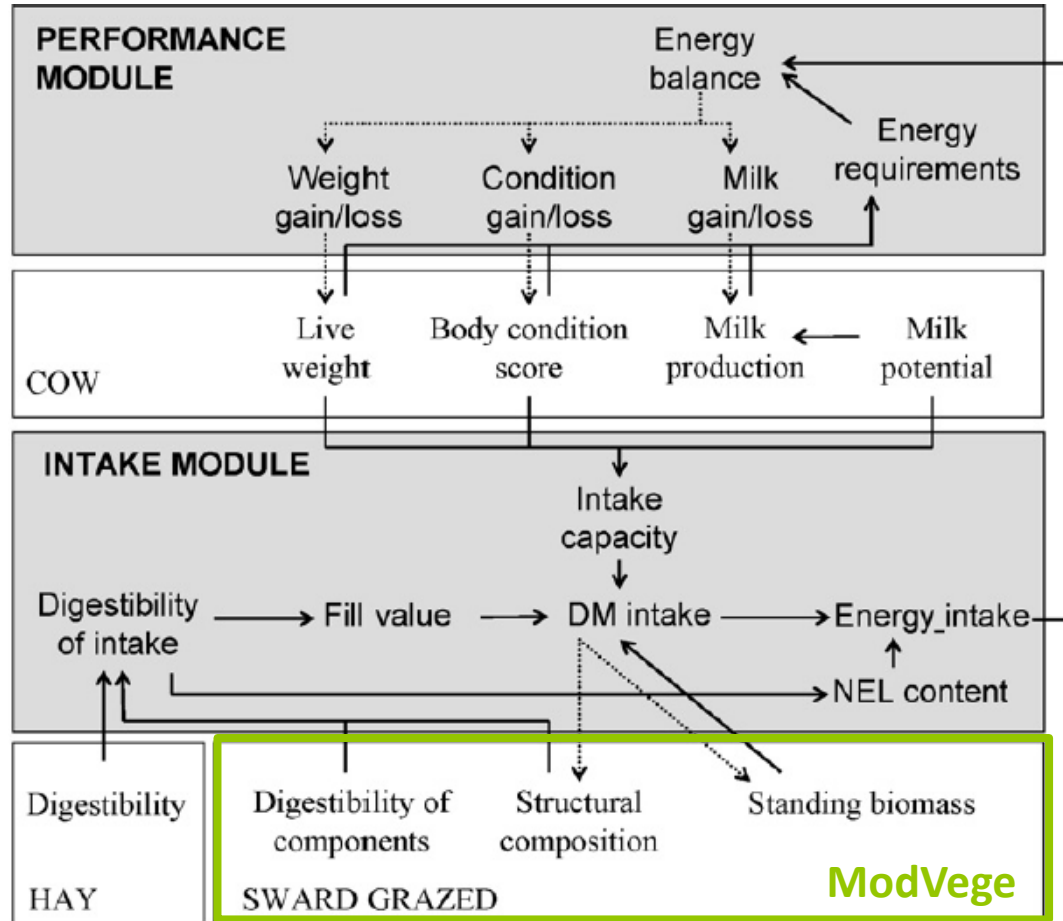 PERFORMANCE
MODULE
Energy
balance
Energy
requirements
Weight
gain/loss
Condition
gain/loss
Milk
gain/loss
Live
weight
Body condition
score
Milk
production
Milk
potential
COW
INTAKE MODULE
Intake
capacity
Digestibility
of intake
Fill value
DM intake
Energy_intake
NEL content
Digestibility
HAY
Digestibility of
components
Structural
composition
Standing biomass
SWARD GRAZED
ModVege